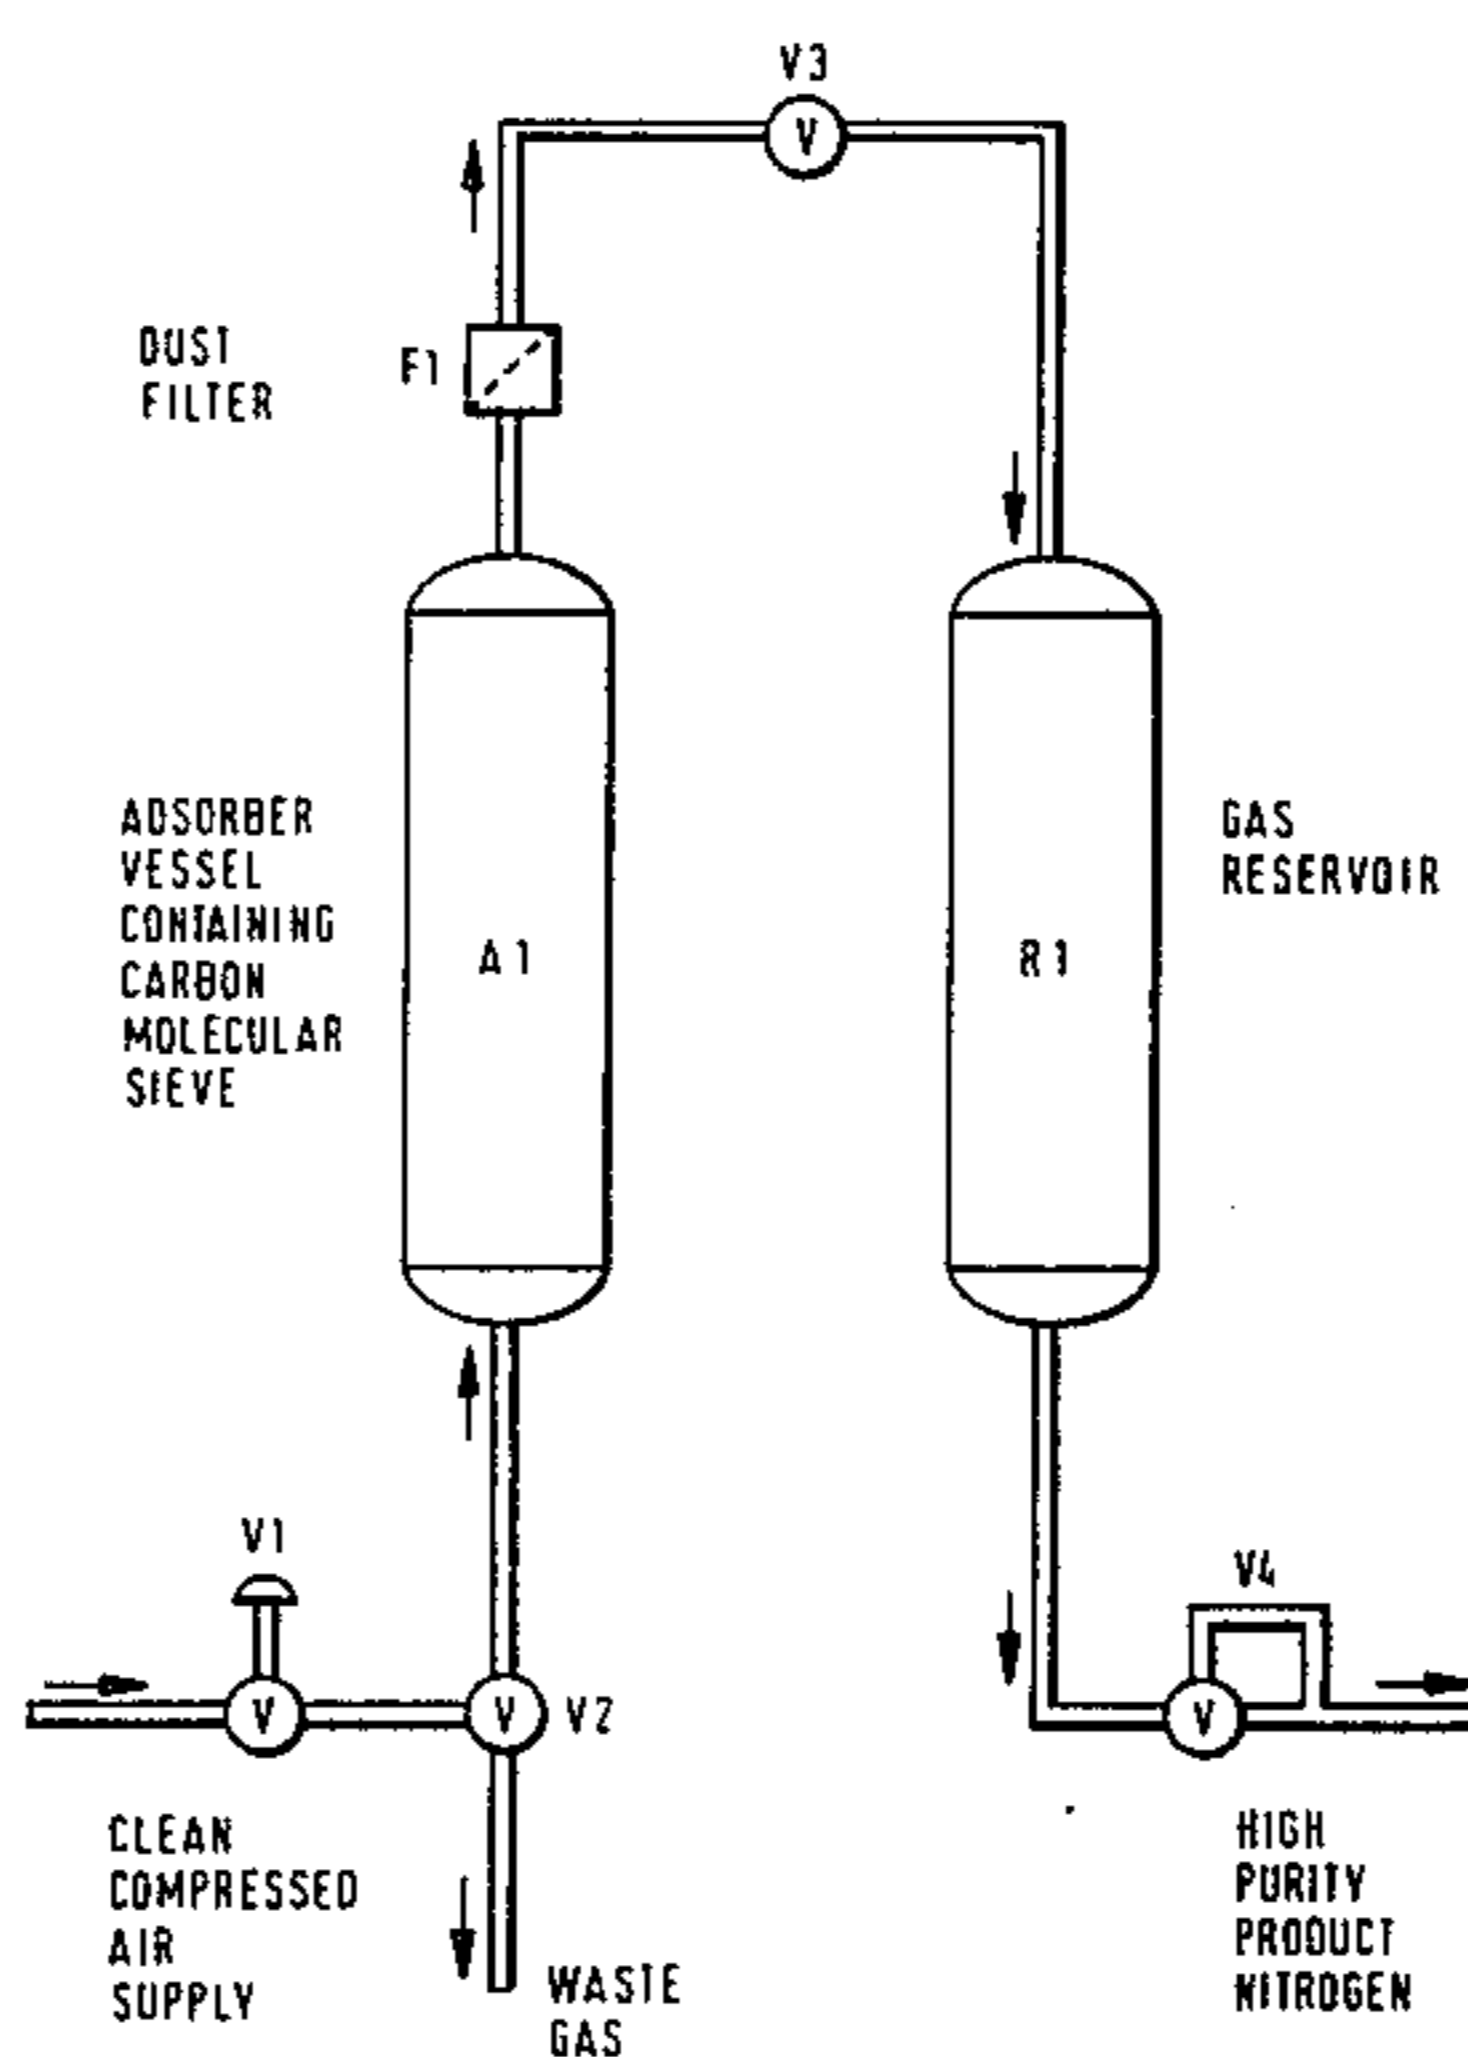 V3
V
DUST
FILTER
F1
ADSORBER
VESSEL
CONTAINING
CARBON
MOLECULAR
SIEVE
A1
R1
GAS
RESERVOIR
V1
V
V
V2
V4
V
CLEAN
COMPRESSED
AIR
SUPPLY
WASTE
GAS
HIGH
PURITY
PRODUCT
NITROGEN